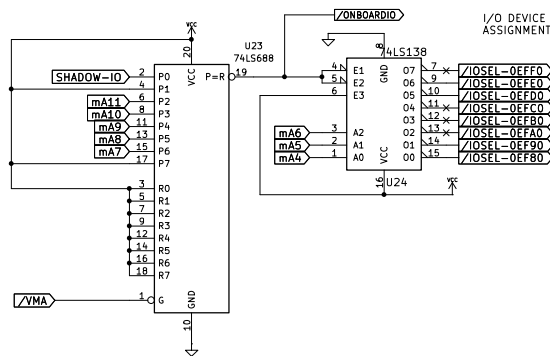 VCC
/ONBOARDIO
I/O DEVICE
ASSIGNMENT
U23
74LS688
74LS138
20
8
SHADOW-IO 2 P0 VCC P=R 19
4 P1
mA11 6 P2
mA10 8 P3
mA9 11 P4
mA8 13 P5
mA7 15 P6
17 P7
3 R0
5 R1
7 R2
9 R3
12 R4
14 R5
16 R6
18 R7
/VMA 1 G GND
10
4 E1 GND O7 7 /IOSEL-0EFF0
5 E2 O6 9 /IOSEL-0EFE0
6 E3 O5 10 /IOSEL-0EFD0
O4 11 /IOSEL-0EFC0
O3 12 /IOSEL-0EFB0
mA6 3 A2 O2 13 /IOSEL-0EFA0
mA5 2 A1 VCC O1 14 /IOSEL-0EF90
mA4 1 A0 O0 15 /IOSEL-0EF80
16
U24
VCC